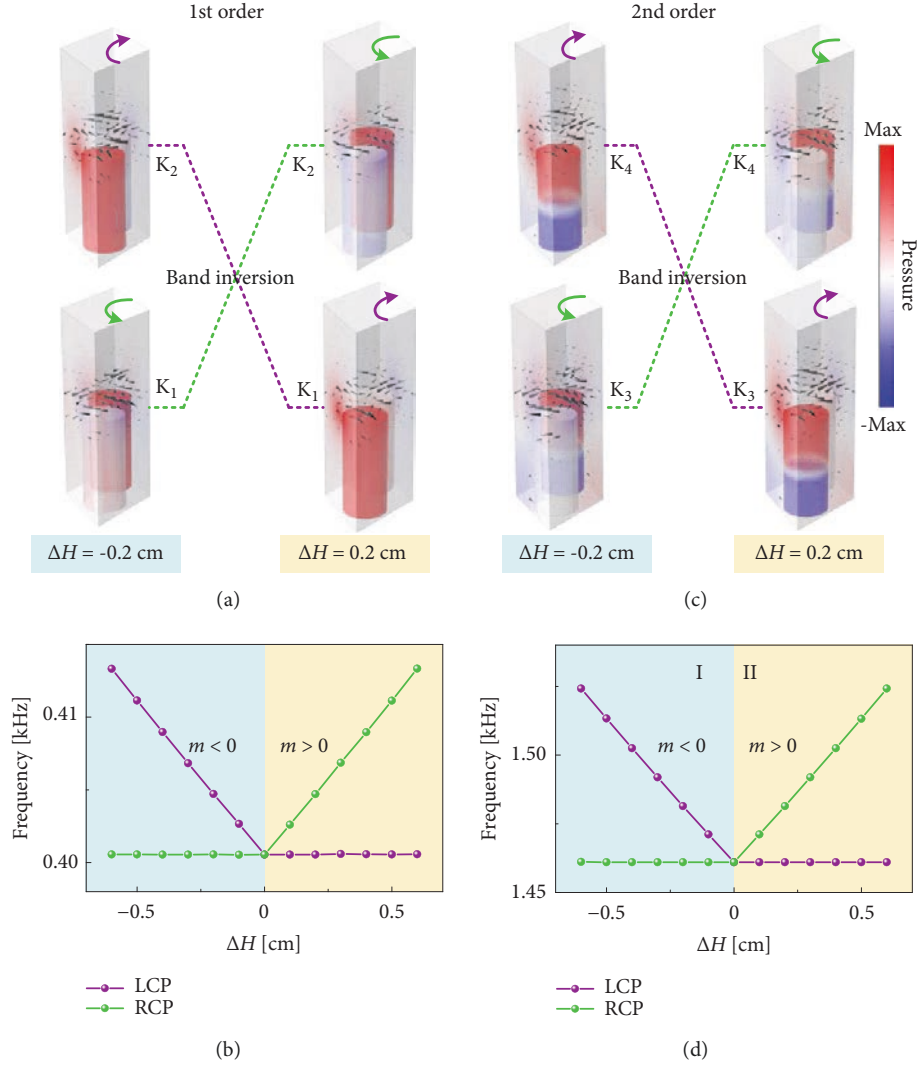 1st order
2nd order
K2
K2
Band inversion
K1
K1
ΔH = -0.2 cm
ΔH = 0.2 cm
(a)
K4
K4
Band inversion
K3
K3
ΔH = -0.2 cm
ΔH = 0.2 cm
(c)
Max
Pressure
-Max
Frequency [kHz]
0.41
0.40
m < 0
m > 0
−0.5
0
0.5
ΔH [cm]
LCP
RCP
(b)
Frequency [kHz]
1.50
1.45
I
II
m < 0
m > 0
−0.5
0
0.5
ΔH [cm]
LCP
RCP
(d)